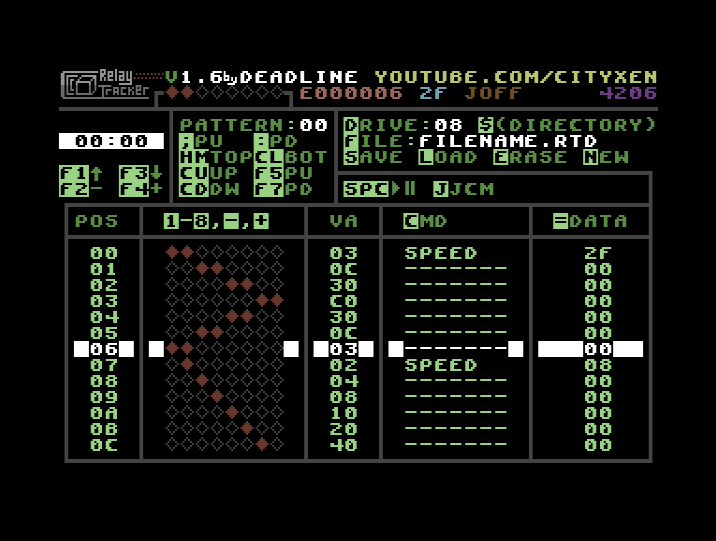 Relay Tracker V1.6 by DEADLINE YOUTUBE.COM/CITYXEN
E000006 2F JOFF 4206
PATTERN:00 DRIVE:08 $(DIRECTORY)
00:00 ;PU :PD FILE:FILENAME.RTD
HMTOP CLBOT SAVE LOAD ERASE NEW
F1↑ F3↓ CUUP F5PU
F2- F4+ CDDW F7PD SPC JJCM
POS 1-8,-,+ VA CMD =DATA
00 03 SPEED 2F
01 0C ------- 00
02 30 ------- 00
03 C0 ------- 00
04 30 ------- 00
05 0C ------- 00
06 03 ------- 00
07 02 SPEED 08
08 04 ------- 00
09 08 ------- 00
0A 10 ------- 00
0B 20 ------- 00
0C 40 ------- 00